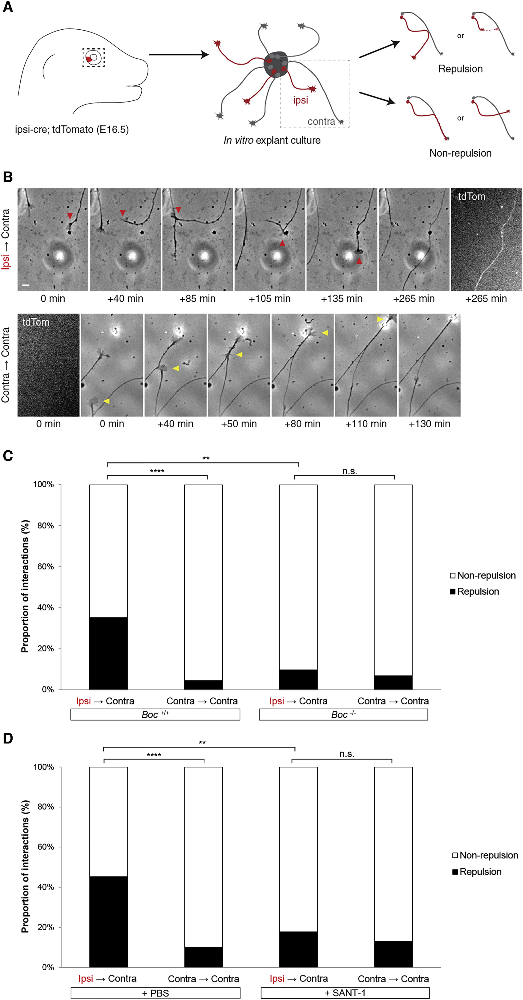 A
or
Repulsion
ipsi
contra
or
Non-repulsion
ipsi-cre; tdTomato (E16.5)
In vitro explant culture
B
Ipsi → Contra
tdTom
0 min
+40 min
+85 min
+105 min
+135 min
+265 min
+265 min
Contra → Contra
tdTom
0 min
0 min
+40 min
+50 min
+80 min
+110 min
+130 min
C
**
****
n.s.
Proportion of interactions (%)
100%
80%
60%
40%
20%
0%
Non-repulsion
Repulsion
Ipsi → Contra
Contra → Contra
Ipsi → Contra
Contra → Contra
Boc +/+
Boc -/-
D
**
****
n.s.
Proportion of interactions (%)
100%
80%
60%
40%
20%
0%
Non-repulsion
Repulsion
Ipsi → Contra
Contra → Contra
Ipsi → Contra
Contra → Contra
+ PBS
+ SANT-1